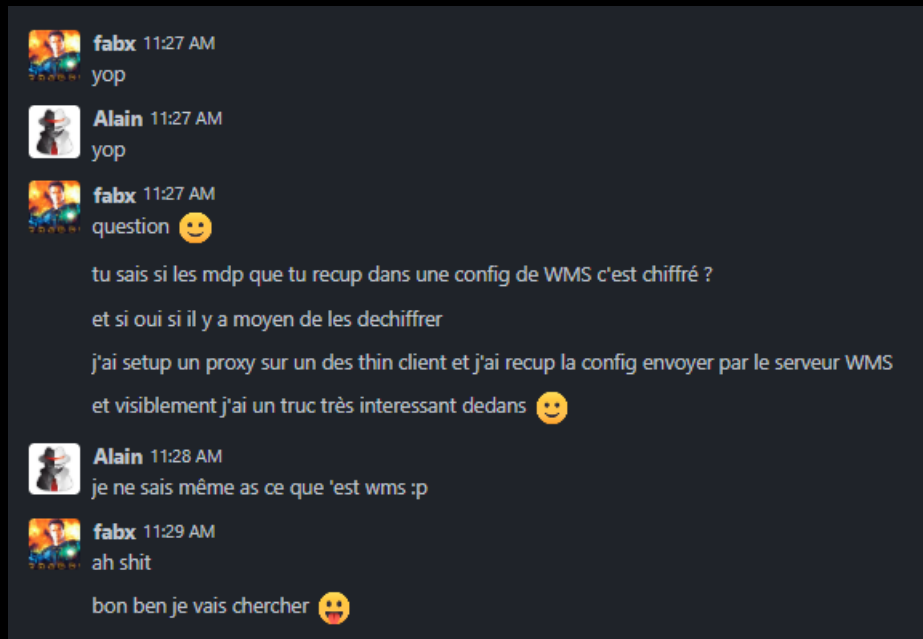 fabx 11:27 AM
yop
Alain 11:27 AM
yop
fabx 11:27 AM
question 🙂
tu sais si les mdp que tu recup dans une config de WMS c'est chiffré ?
et si oui si il y a moyen de les dechiffrer
j'ai setup un proxy sur un des thin client et j'ai recup la config envoyer par le serveur WMS
et visiblement j'ai un truc très interessant dedans 🙂
Alain 11:28 AM
je ne sais même as ce que 'est wms :p
fabx 11:29 AM
ah shit
bon ben je vais chercher 😛